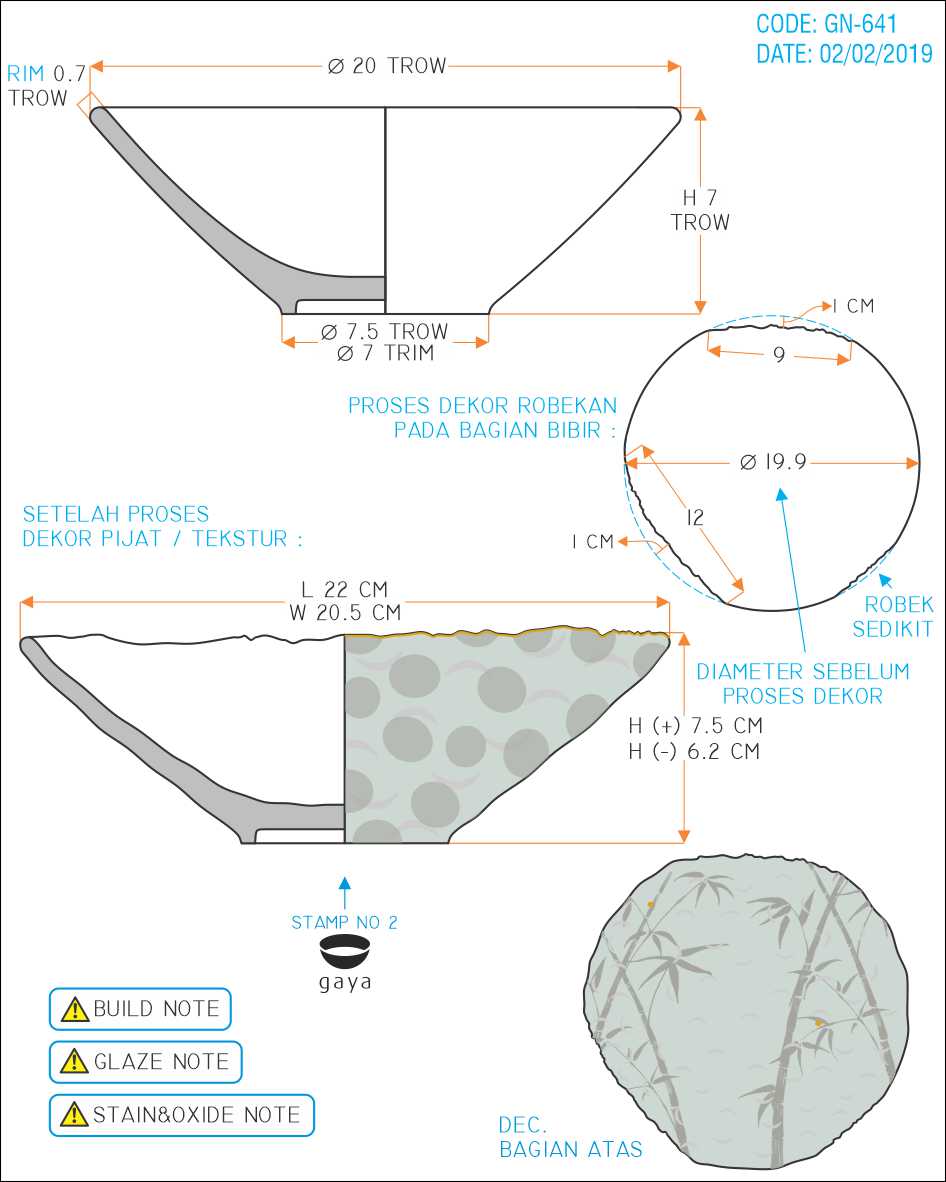 CODE: GN-641
DATE: 02/02/2019
Ø 20 TROW
RIM 0.7
TROW
H 7
TROW
Ø 7.5 TROW
Ø 7 TRIM
1 CM
9
PROSES DEKOR ROBEKAN
PADA BAGIAN BIBIR :
Ø 19.9
12
1 CM
SETELAH PROSES
DEKOR PIJAT / TEKSTUR :
ROBEK
SEDIKIT
L 22 CM
W 20.5 CM
DIAMETER SEBELUM
PROSES DEKOR
H (+) 7.5 CM
H (-) 6.2 CM
STAMP NO 2
gaya
BUILD NOTE
GLAZE NOTE
STAIN&OXIDE NOTE
DEC.
BAGIAN ATAS